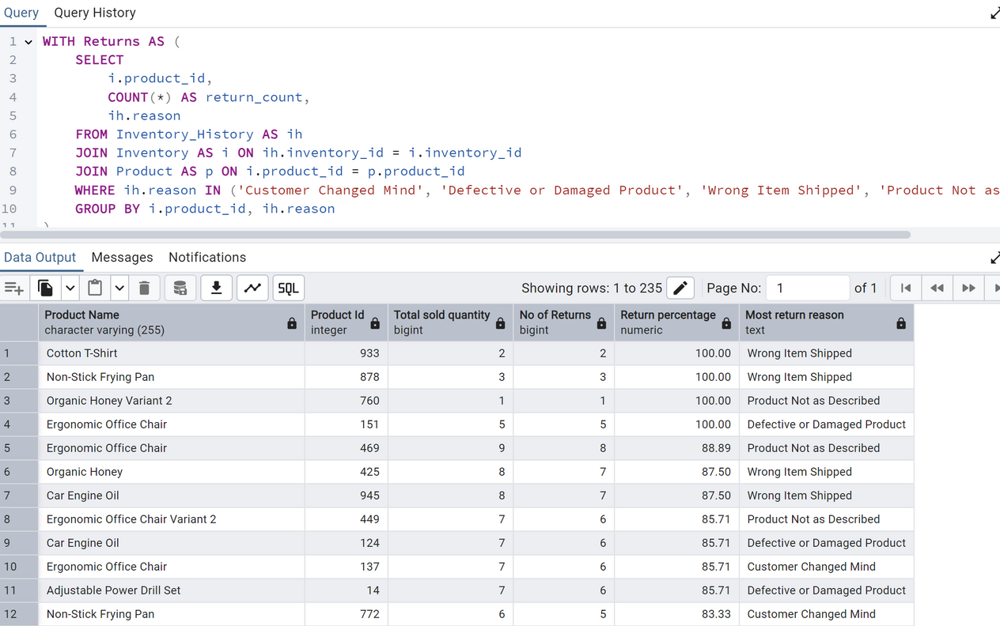 Query Query History
1 WITH Returns AS (
2 SELECT
3 i.product_id,
4 COUNT(*) AS return_count,
5 ih.reason
6 FROM Inventory_History AS ih
7 JOIN Inventory AS i ON ih.inventory_id = i.inventory_id
8 JOIN Product AS p ON i.product_id = p.product_id
9 WHERE ih.reason IN ('Customer Changed Mind', 'Defective or Damaged Product', 'Wrong Item Shipped', 'Product Not as
10 GROUP BY i.product_id, ih.reason
11 )
Data Output Messages Notifications
SQL Showing rows: 1 to 235 Page No: 1 of 1
Product Name Product Id Total sold quantity No of Returns Return percentage Most return reason
character varying (255) integer bigint bigint numeric text
1 Cotton T-Shirt 933 2 2 100.00 Wrong Item Shipped
2 Non-Stick Frying Pan 878 3 3 100.00 Wrong Item Shipped
3 Organic Honey Variant 2 760 1 1 100.00 Product Not as Described
4 Ergonomic Office Chair 151 5 5 100.00 Defective or Damaged Product
5 Ergonomic Office Chair 469 9 8 88.89 Product Not as Described
6 Organic Honey 425 8 7 87.50 Wrong Item Shipped
7 Car Engine Oil 945 8 7 87.50 Wrong Item Shipped
8 Ergonomic Office Chair Variant 2 449 7 6 85.71 Product Not as Described
9 Car Engine Oil 124 7 6 85.71 Defective or Damaged Product
10 Ergonomic Office Chair 137 7 6 85.71 Customer Changed Mind
11 Adjustable Power Drill Set 14 7 6 85.71 Defective or Damaged Product
12 Non-Stick Frying Pan 772 6 5 83.33 Customer Changed Mind